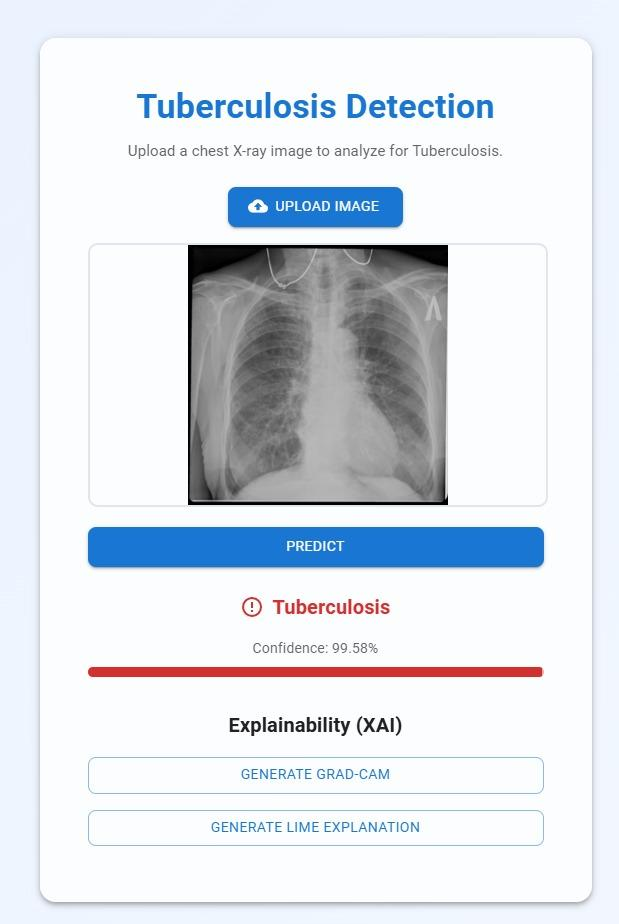 Tuberculosis Detection
Upload a chest X-ray image to analyze for Tuberculosis.
UPLOAD IMAGE
PREDICT
Tuberculosis
Confidence: 99.58%
Explainability (XAI)
GENERATE GRAD-CAM
GENERATE LIME EXPLANATION